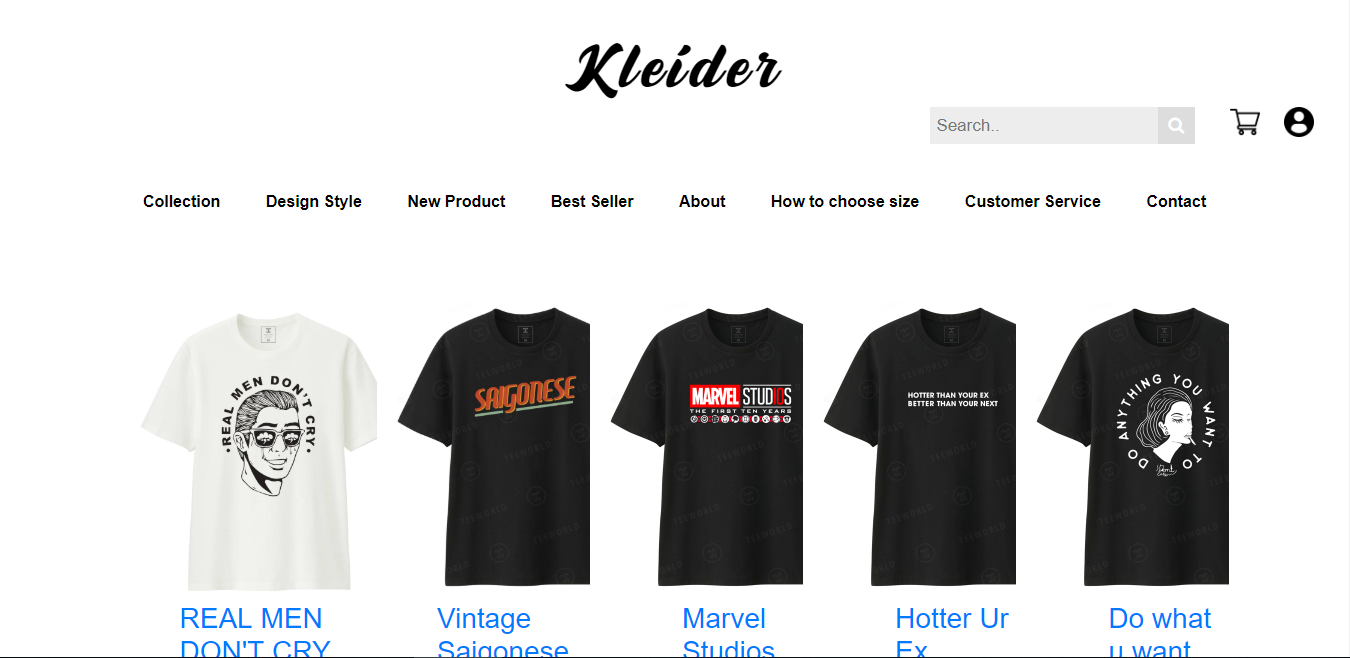 Kleider
Search..
Collection Design Style New Product Best Seller About How to choose size Customer Service Contact
REAL MEN DON'T CRY
SAIGONESE
MARVEL STUDIOS
THE FIRST TEN YEARS
HOTTER THAN YOUR EX
BETTER THAN YOUR NEXT
DO ANYTHING YOU WANT TO
TEEWORLD
REAL MEN
DON'T CRY
Vintage
Saigonese
Marvel
Studios
Hotter Ur
Ex
Do what
u want